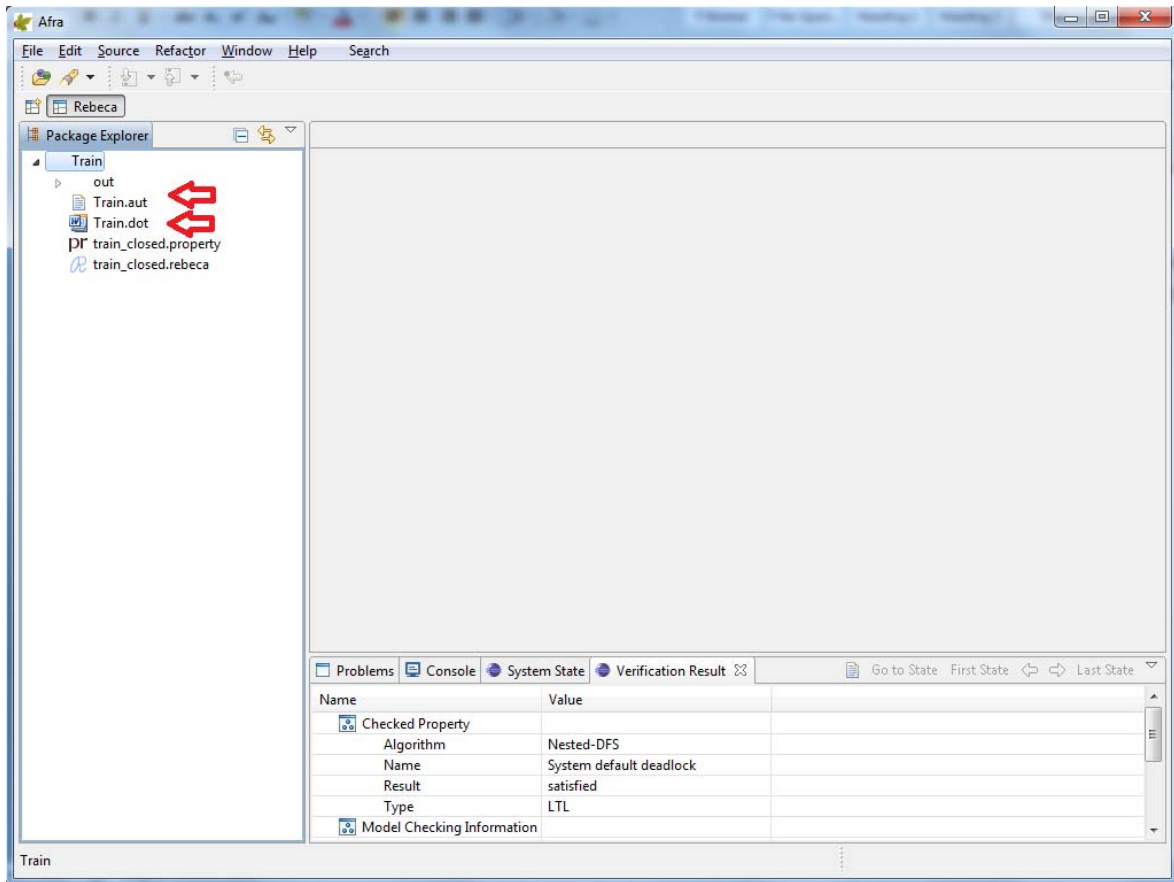 Afra
File Edit Source Refactor Window Help Search
Rebeca
Package Explorer
Train
out
Train.aut
Train.dot
pr train_closed.property
R train_closed.rebeca
Problems Console System State Verification Result Go to State First State Last State
Name Value
Checked Property
Algorithm Nested-DFS
Name System default deadlock
Result satisfied
Type LTL
Model Checking Information
Train